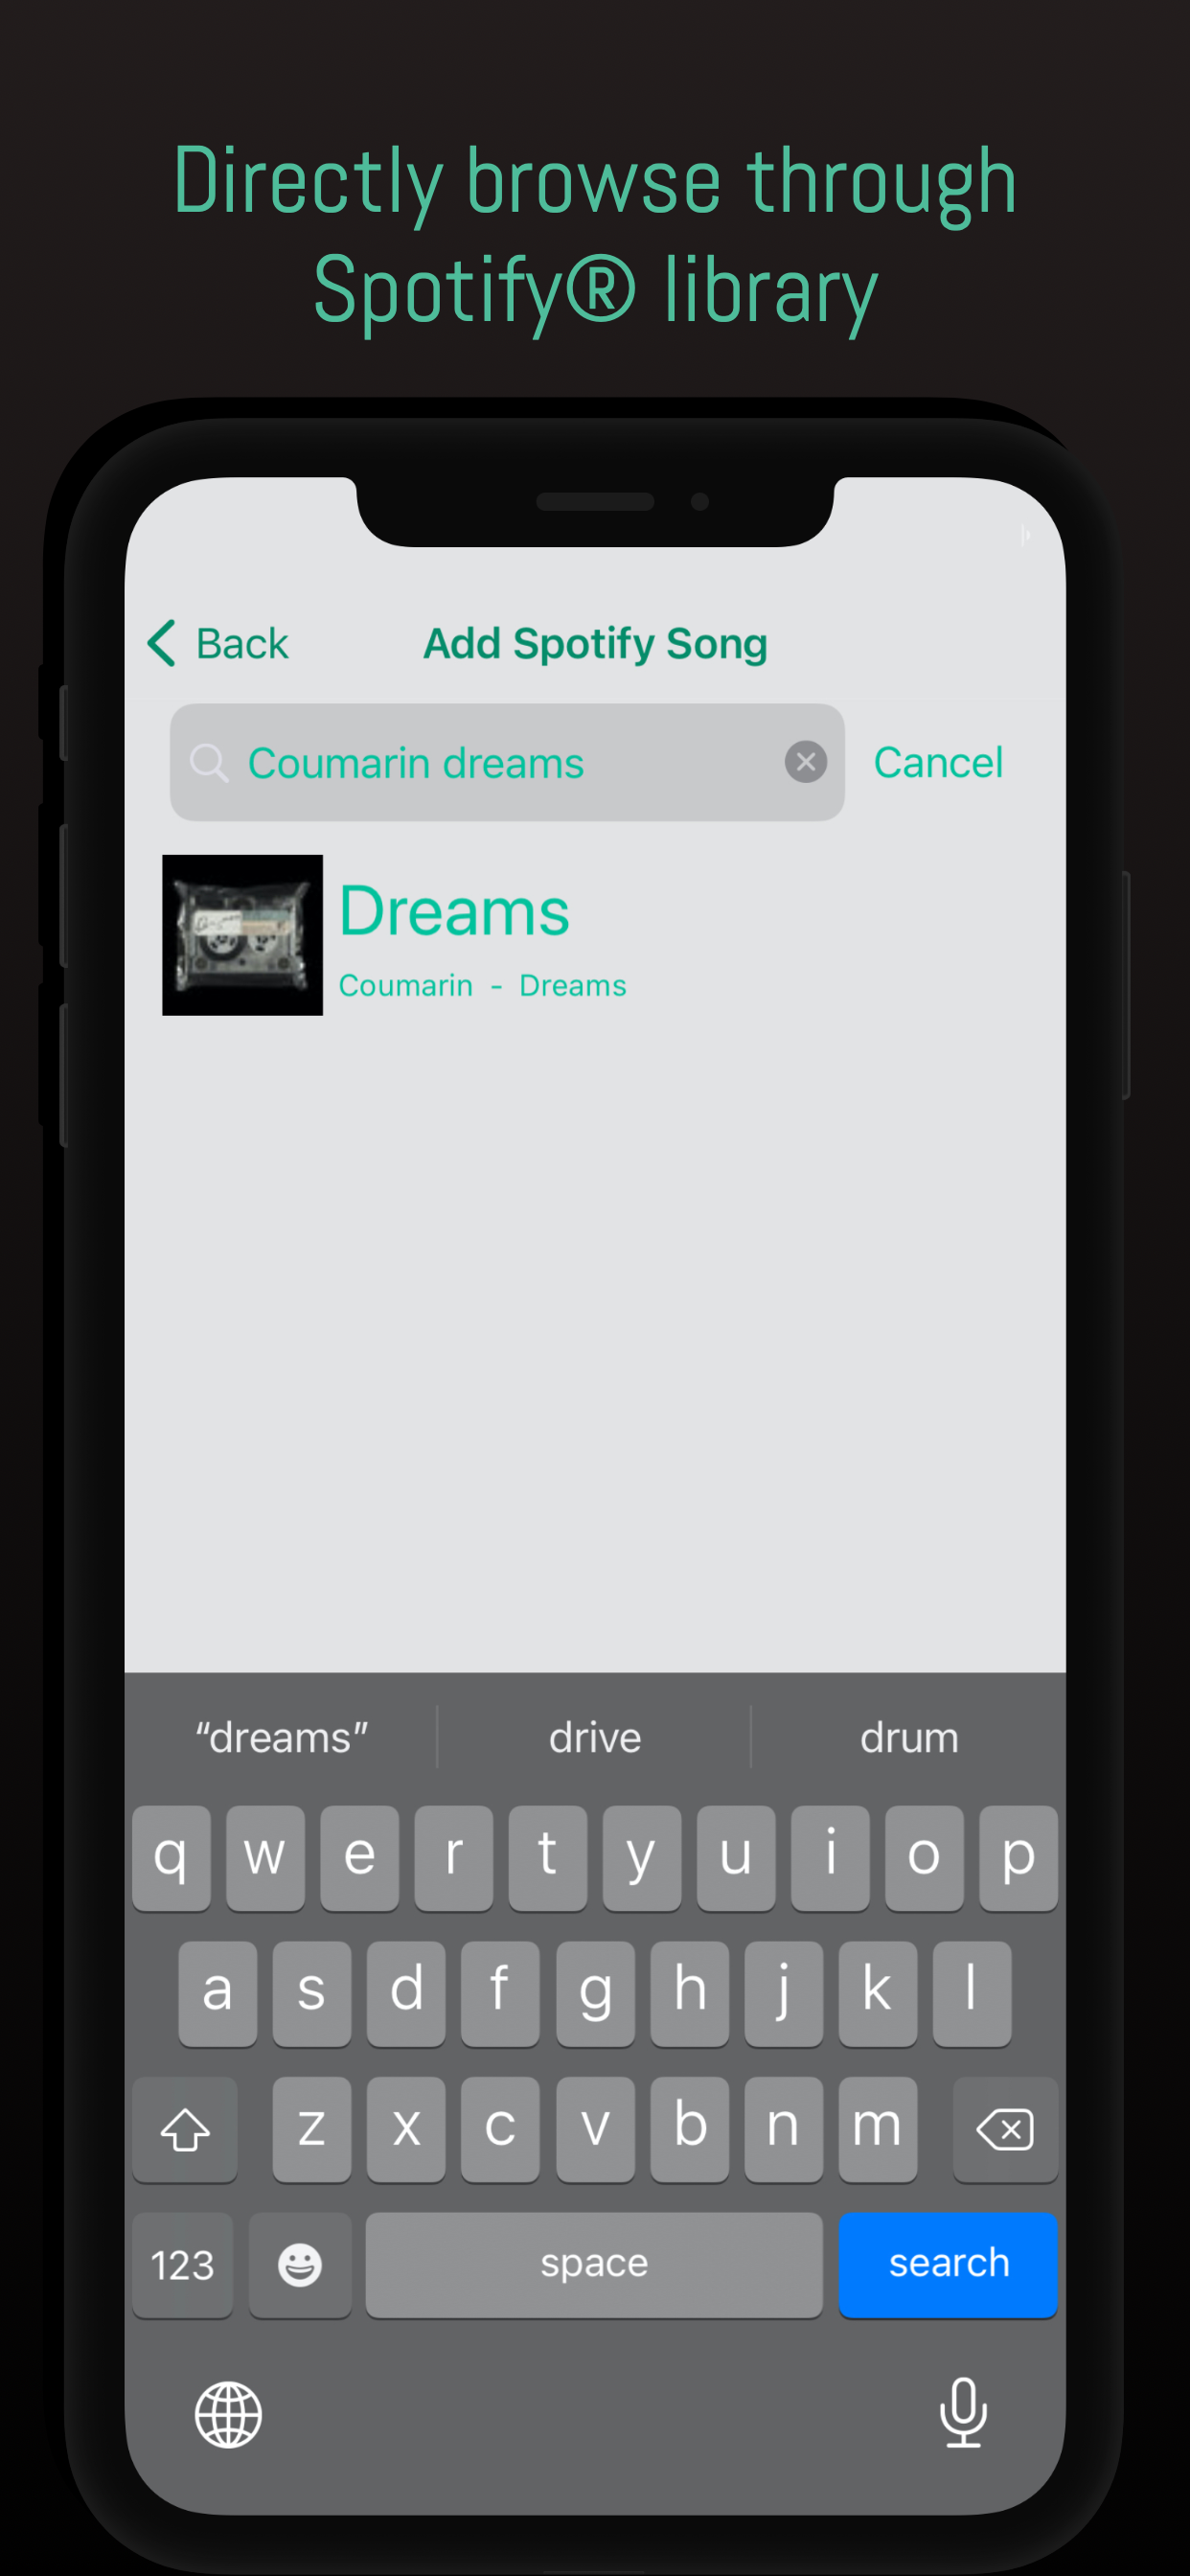 Directly browse through
Spotify® library
Back Add Spotify Song
Coumarin dreams Cancel
Dreams
Coumarin - Dreams
“dreams” drive drum
q w e r t y u i o p
a s d f g h j k l
z x c v b n m
123 space search